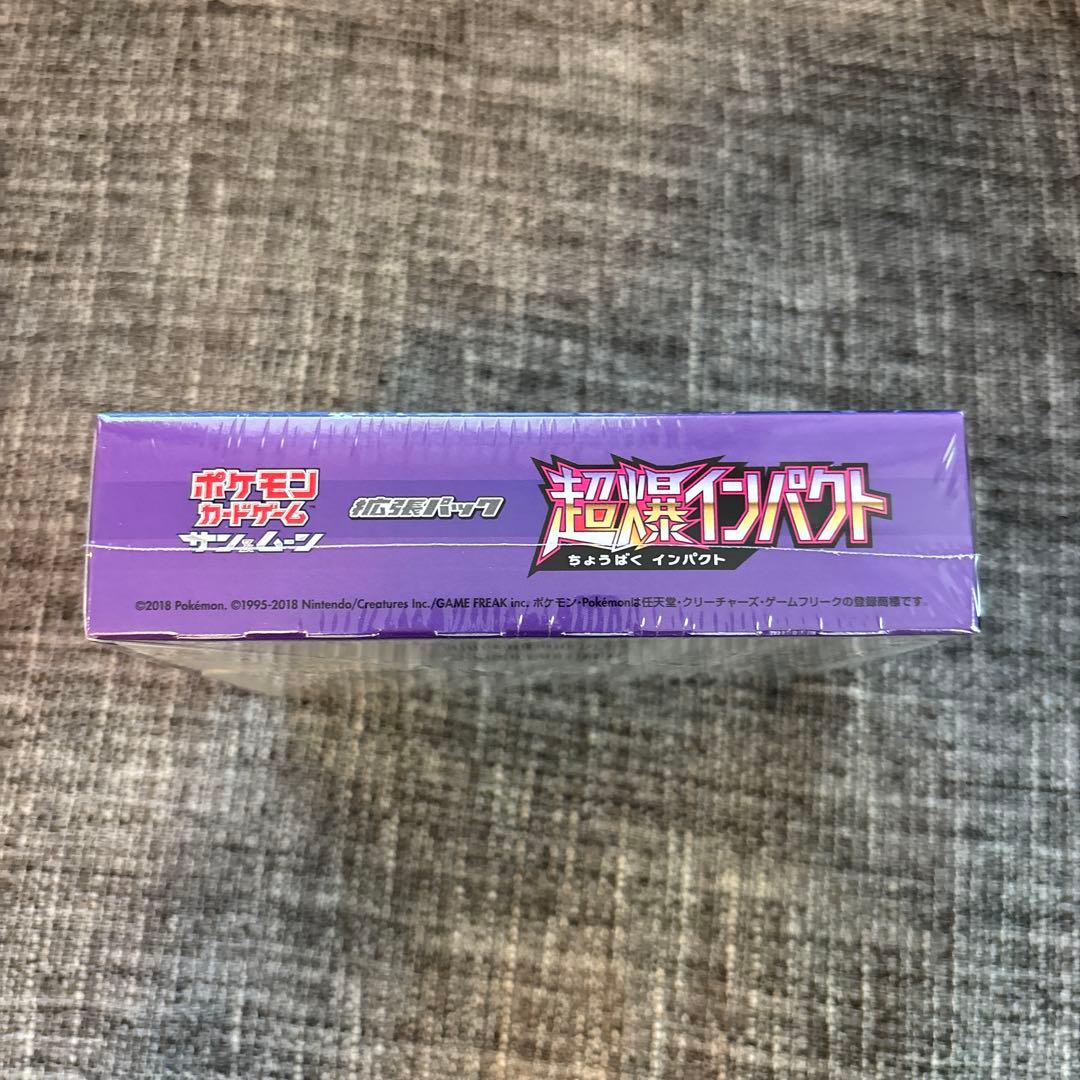 ポケモン
カードゲーム
サン&ムーン
拡張パック
超爆インパクト
ちょうばく インパクト
©2018 Pokémon. ©1995-2018 Nintendo/Creatures Inc./GAME FREAK inc. ポケモン・Pokémonは任天堂・クリーチャーズ・ゲームフリークの登録商標です。